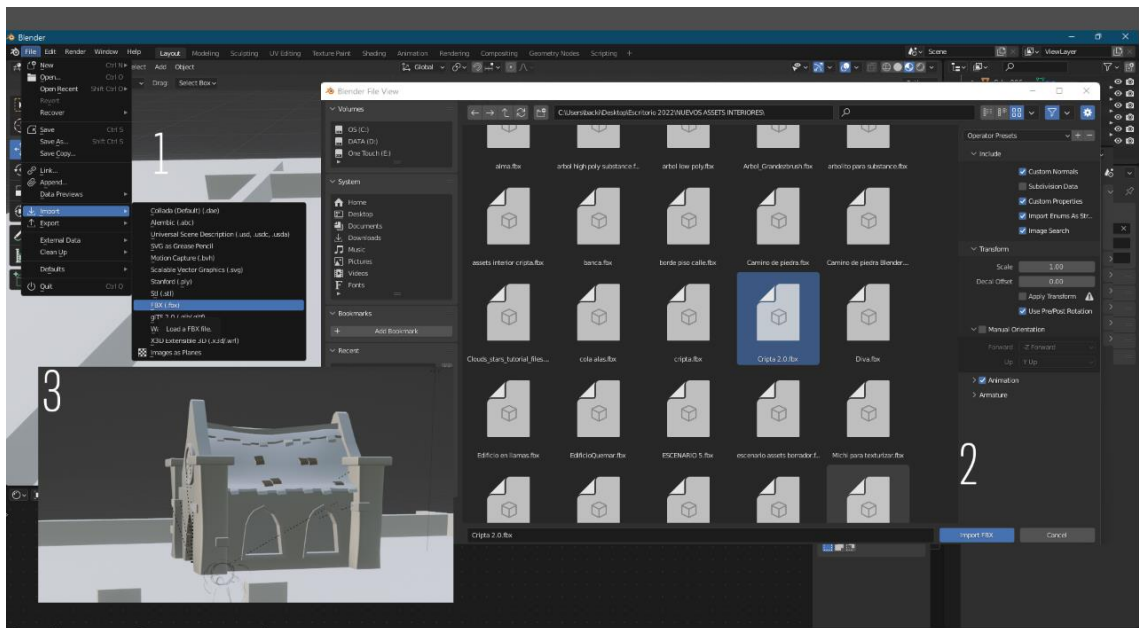 Blender
File Edit Render Window Help Layout Modeling Sculpting UV Editing Texture Paint Shading Animation Rendering Compositing Geometry Nodes Scripting +
Scene ViewLayer
New Ctrl N
Open... Ctrl O
Open Recent Shift Ctrl O
Revert
Recover
Save Ctrl S
Save As... Shift Ctrl S
Save Copy...
Link...
Append...
Data Previews
Import
Export
External Data
Clean Up
Defaults
Quit Ctrl Q
Add Object
Global
Drag Select Box
1
Collada (Default) (.dae)
Alembic (.abc)
Universal Scene Description (.usd, .usdc, .usda)
SVG as Grease Pencil
Motion Capture (.bvh)
Scalable Vector Graphics (.svg)
Stanford (.ply)
Stl (.stl)
FBX (.fbx)
Load a FBX file.
X3D Extensible 3D (.x3d/.wrl)
Images as Planes
3
Blender File View
Volumes
OS (C:)
DATA (D:)
One Touch (E:)
System
Home
Desktop
Documents
Downloads
Music
Pictures
Videos
Fonts
Bookmarks
+ Add Bookmark
Recent
C:\Users\backi\Desktop\Escritorio 2022\NUEVOS ASSETS INTERIORES\
alma.fbx arbol high poly substance.f... arbol low poly.fbx Arbol_Grandezbrush.fbx arbolito para substance.fbx
assets interior cripta.fbx banca.fbx borde piso calle.fbx Camino de piedra.fbx Camino de piedra Blender...
Clouds_stars_tutorial_files... cola alas.fbx cripta.fbx Cripta 2.0.fbx Diva.fbx
Edificio en llamas.fbx EdificioQuemar.fbx ESCENARIO 5.fbx escenario assets borrador.f... Michi para texturizar.fbx
Cripta 2.0.fbx
Operator Presets
Include
Custom Normals
Subdivision Data
Custom Properties
Import Enums As Str...
Image Search
Transform
Scale 1.00
Decal Offset 0.00
Apply Transform
Use Pre/Post Rotation
Manual Orientation
Forward -Z Forward
Up Y Up
Animation
Armature
2
Import FBX Cancel